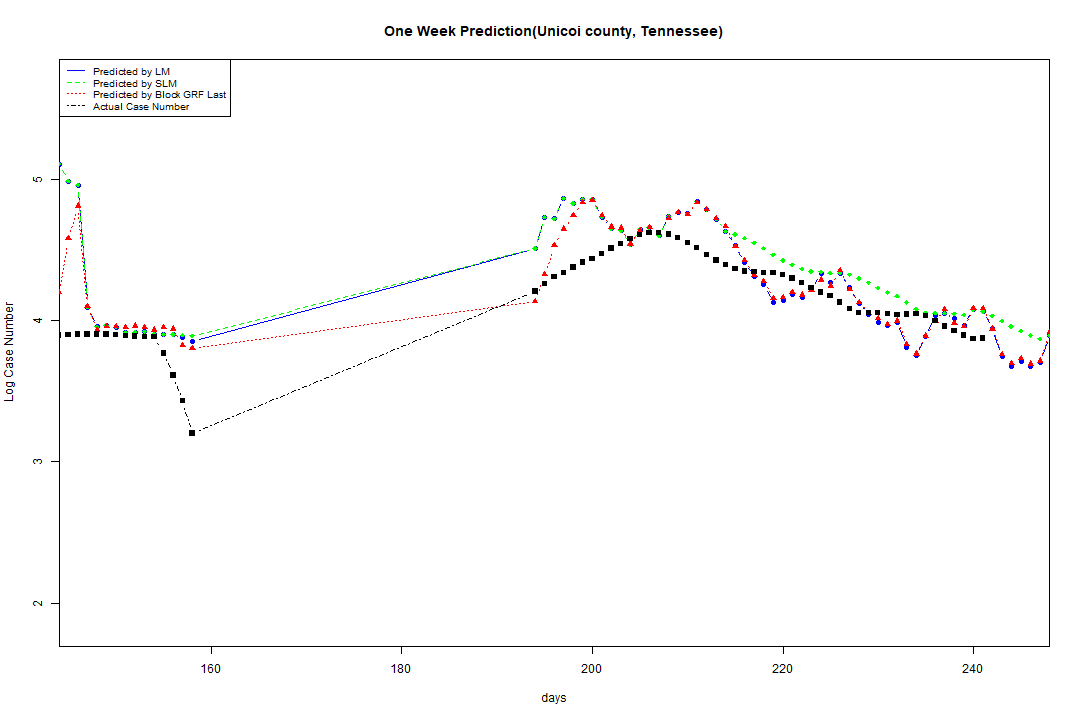 One Week Prediction(Unicoi county, Tennessee)
Predicted by LM
Predicted by SLM
Predicted by Block GRF Last
Actual Case Number
5
4
3
2
Log Case Number
160 180 200 220 240
days